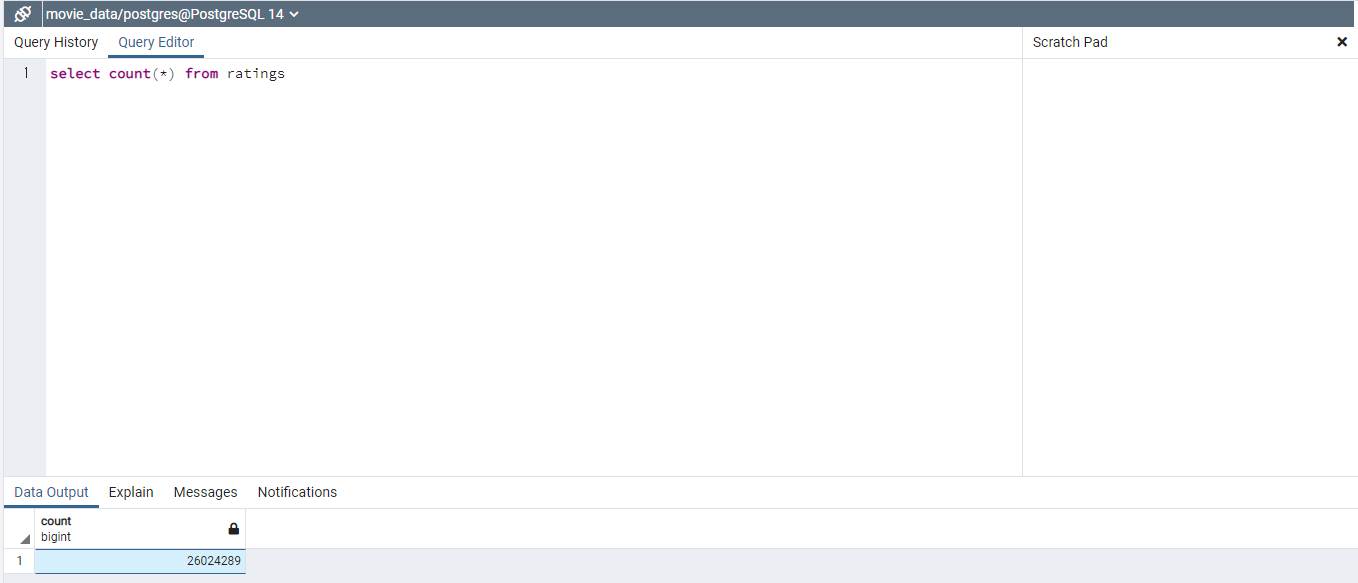 movie_data/postgres@PostgreSQL 14
Query History Query Editor Scratch Pad
1 select count(*) from ratings
Data Output Explain Messages Notifications
count
bigint
1 26024289